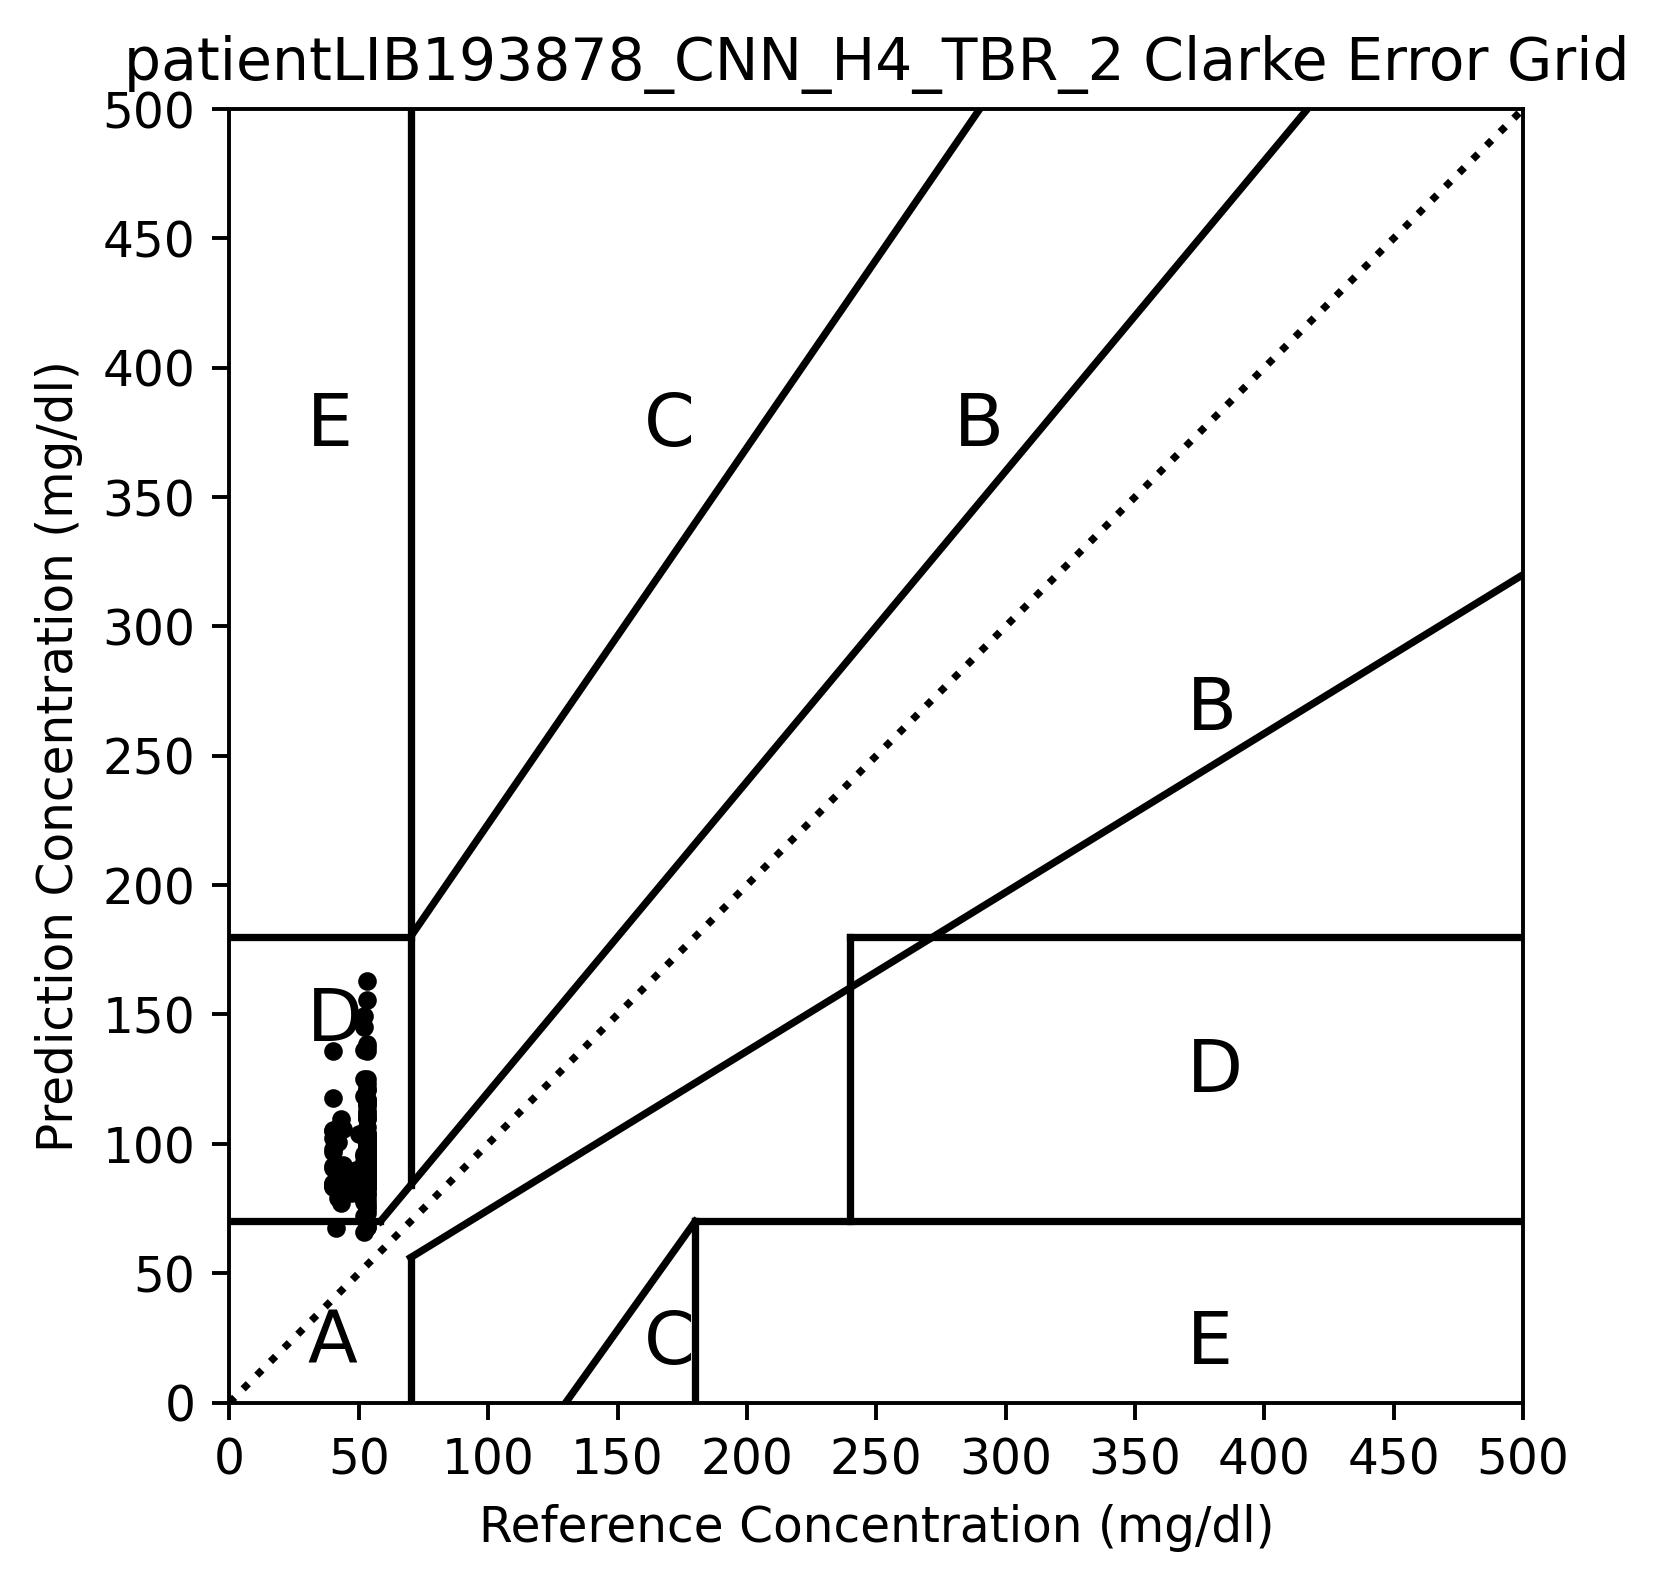 patientLIB193878_CNN_H4_TBR_2 Clarke Error Grid
Prediction Concentration (mg/dl)
500
450
400
350
300
250
200
150
100
50
0
E
C
B
B
D
D
A
C
E
0 50 100 150 200 250 300 350 400 450 500
Reference Concentration (mg/dl)